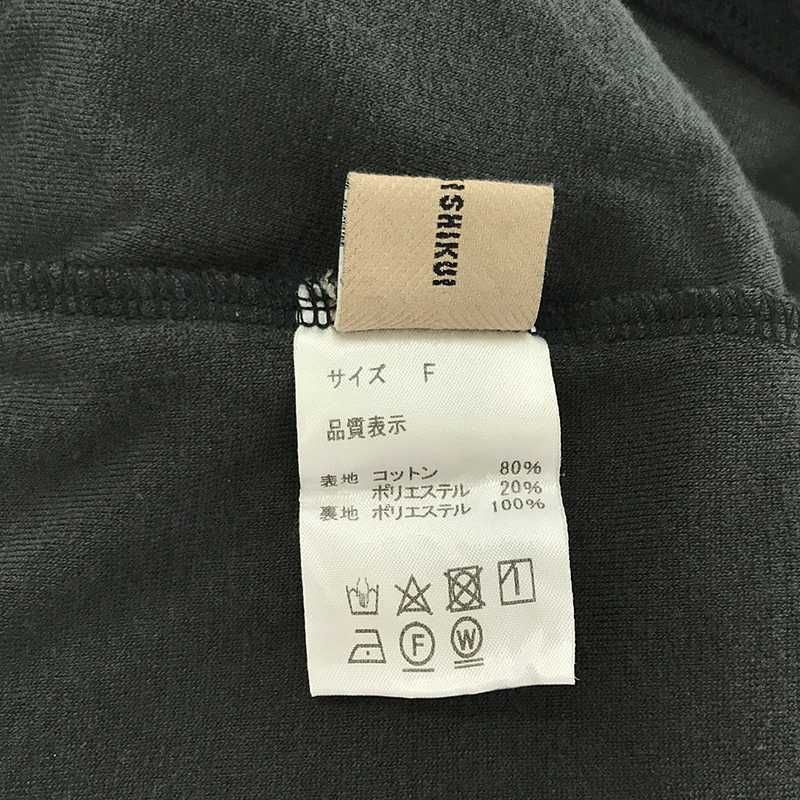 ISHIKUI
サイズ F
品質表示
表地 コットン 80%
ポリエステル 20%
裏地 ポリエステル 100%
F W